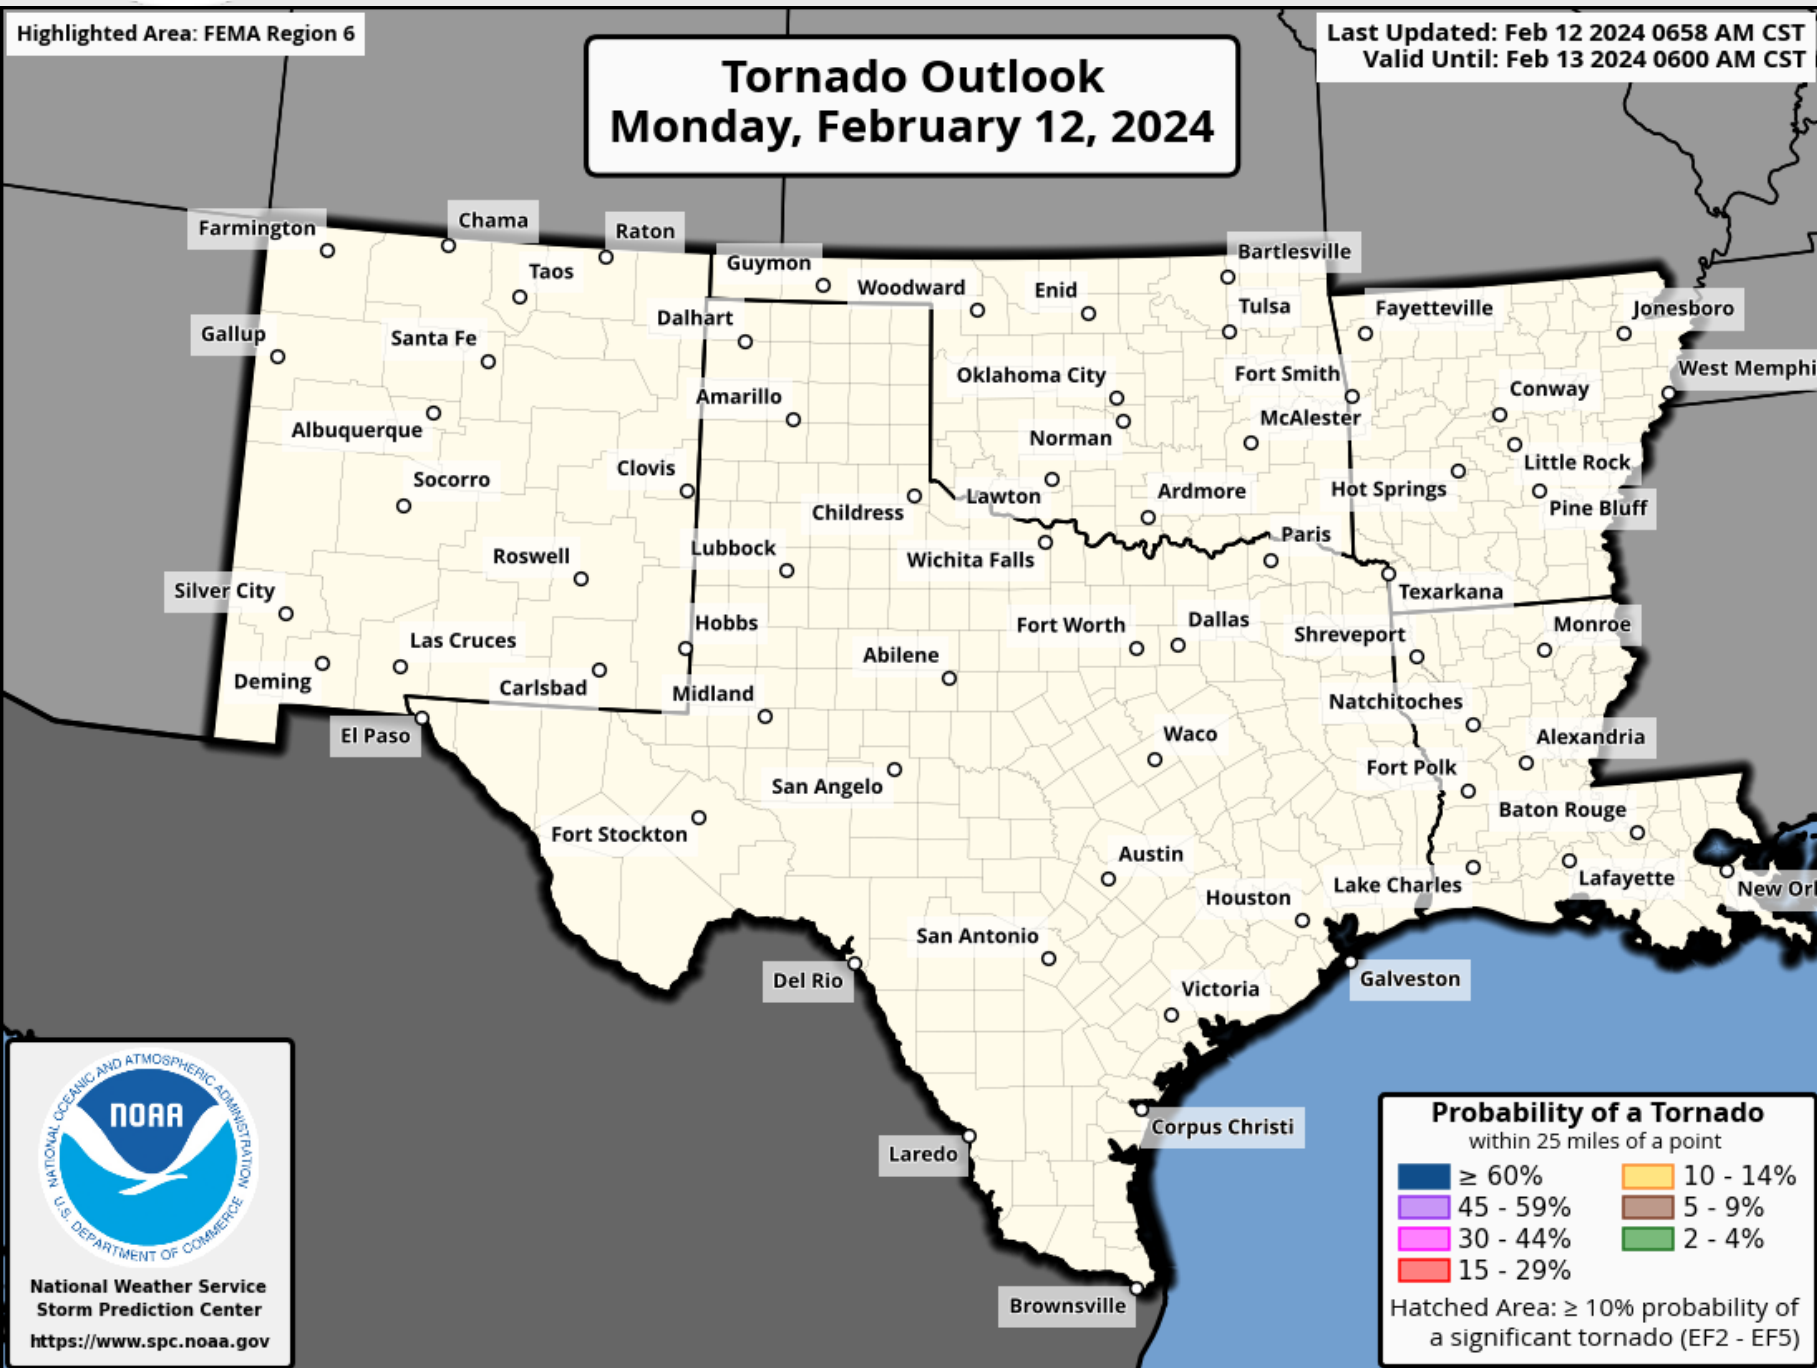 Highlighted Area: FEMA Region 6
Tornado Outlook
Monday, February 12, 2024
Last Updated: Feb 12 2024 0658 AM CST
Valid Until: Feb 13 2024 0600 AM CST
Farmington
Chama
Raton
Taos
Guymon
Woodward
Enid
Bartlesville
Tulsa
Fayetteville
Jonesboro
Gallup
Santa Fe
Dalhart
Oklahoma City
Fort Smith
West Memphi
Conway
Albuquerque
Amarillo
Norman
McAlester
Little Rock
Socorro
Clovis
Childress
Lawton
Ardmore
Hot Springs
Pine Bluff
Roswell
Lubbock
Wichita Falls
Paris
Texarkana
Silver City
Las Cruces
Hobbs
Abilene
Fort Worth
Dallas
Shreveport
Monroe
Deming
Carlsbad
Midland
Natchitoches
El Paso
San Angelo
Waco
Fort Polk
Alexandria
Fort Stockton
Austin
Baton Rouge
Houston
Lake Charles
Lafayette
New Orl
San Antonio
Del Rio
Victoria
Galveston
Corpus Christi
Laredo
Brownsville
NATIONAL OCEANIC AND ATMOSPHERIC ADMINISTRATION
NOAA
U.S. DEPARTMENT OF COMMERCE
National Weather Service
Storm Prediction Center
https://www.spc.noaa.gov
Probability of a Tornado
within 25 miles of a point
≥ 60%
45 - 59%
30 - 44%
15 - 29%
10 - 14%
5 - 9%
2 - 4%
Hatched Area: ≥ 10% probability of
a significant tornado (EF2 - EF5)